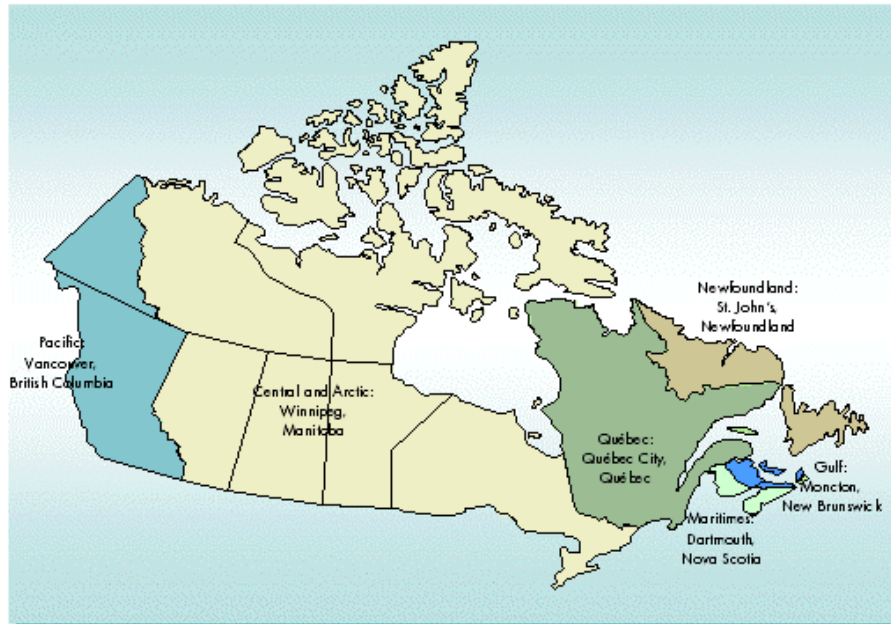 Newfoundland:
St. John's,
Newfoundland
Pacific:
Vancouver,
British Columbia
Central and Arctic:
Winnipeg,
Manitoba
Québec:
Québec City,
Québec
Gulf:
Moncton,
New Brunswick
Maritimes:
Dartmouth,
Nova Scotia